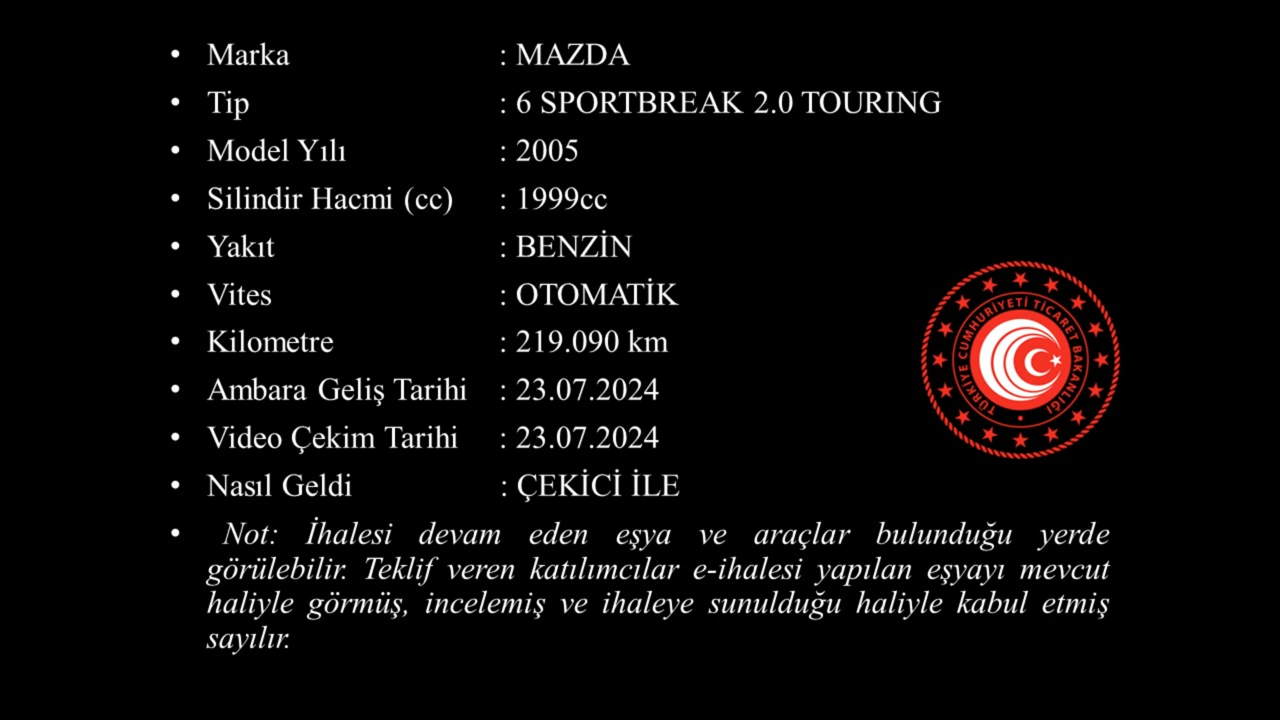 • Marka : MAZDA
• Tip : 6 SPORTBREAK 2.0 TOURING
• Model Yılı : 2005
• Silindir Hacmi (cc) : 1999cc
• Yakıt : BENZİN
• Vites : OTOMATİK
• Kilometre : 219.090 km
• Ambara Geliş Tarihi : 23.07.2024
• Video Çekim Tarihi : 23.07.2024
• Nasıl Geldi : ÇEKİCİ İLE
• Not: İhalesi devam eden eşya ve araçlar bulunduğu yerde
görülebilir. Teklif veren katılımcılar e-ihalesi yapılan eşyayı mevcut
haliyle görmüş, incelemiş ve ihaleye sunulduğu haliyle kabul etmiş
sayılır.
TÜRKİYE CUMHURİYETİ TİCARET BAKANLIĞI